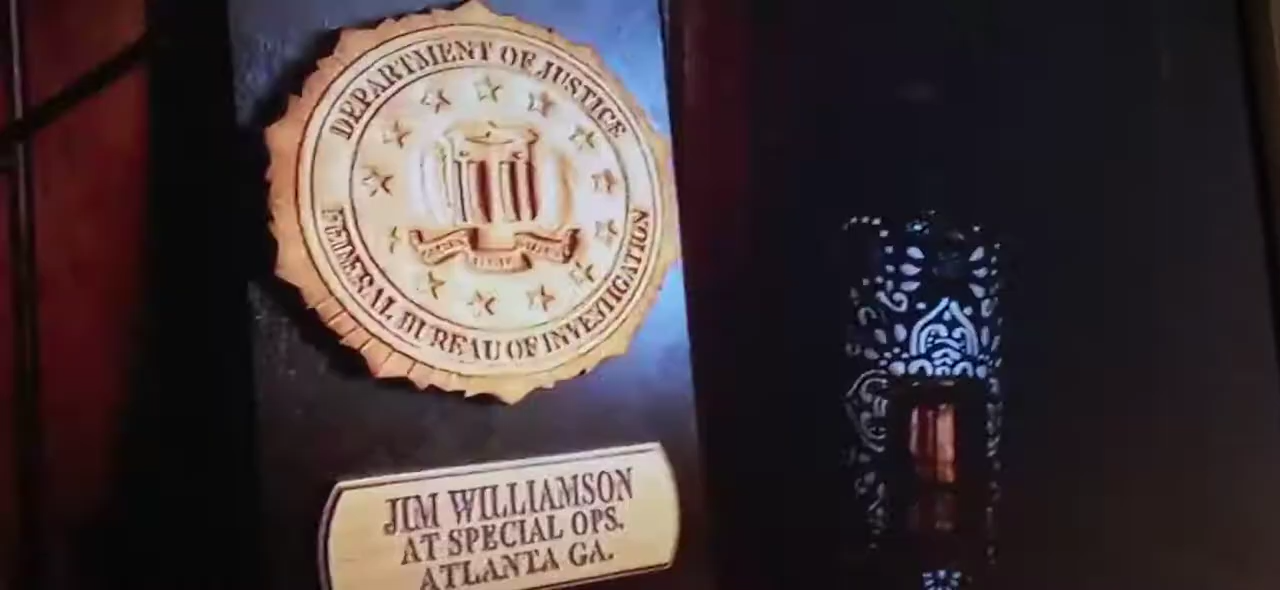 DEPARTMENT OF JUSTICE
FEDERAL BUREAU OF INVESTIGATION
JIM WILLIAMSON
AT SPECIAL OPS.
ATLANTA GA.